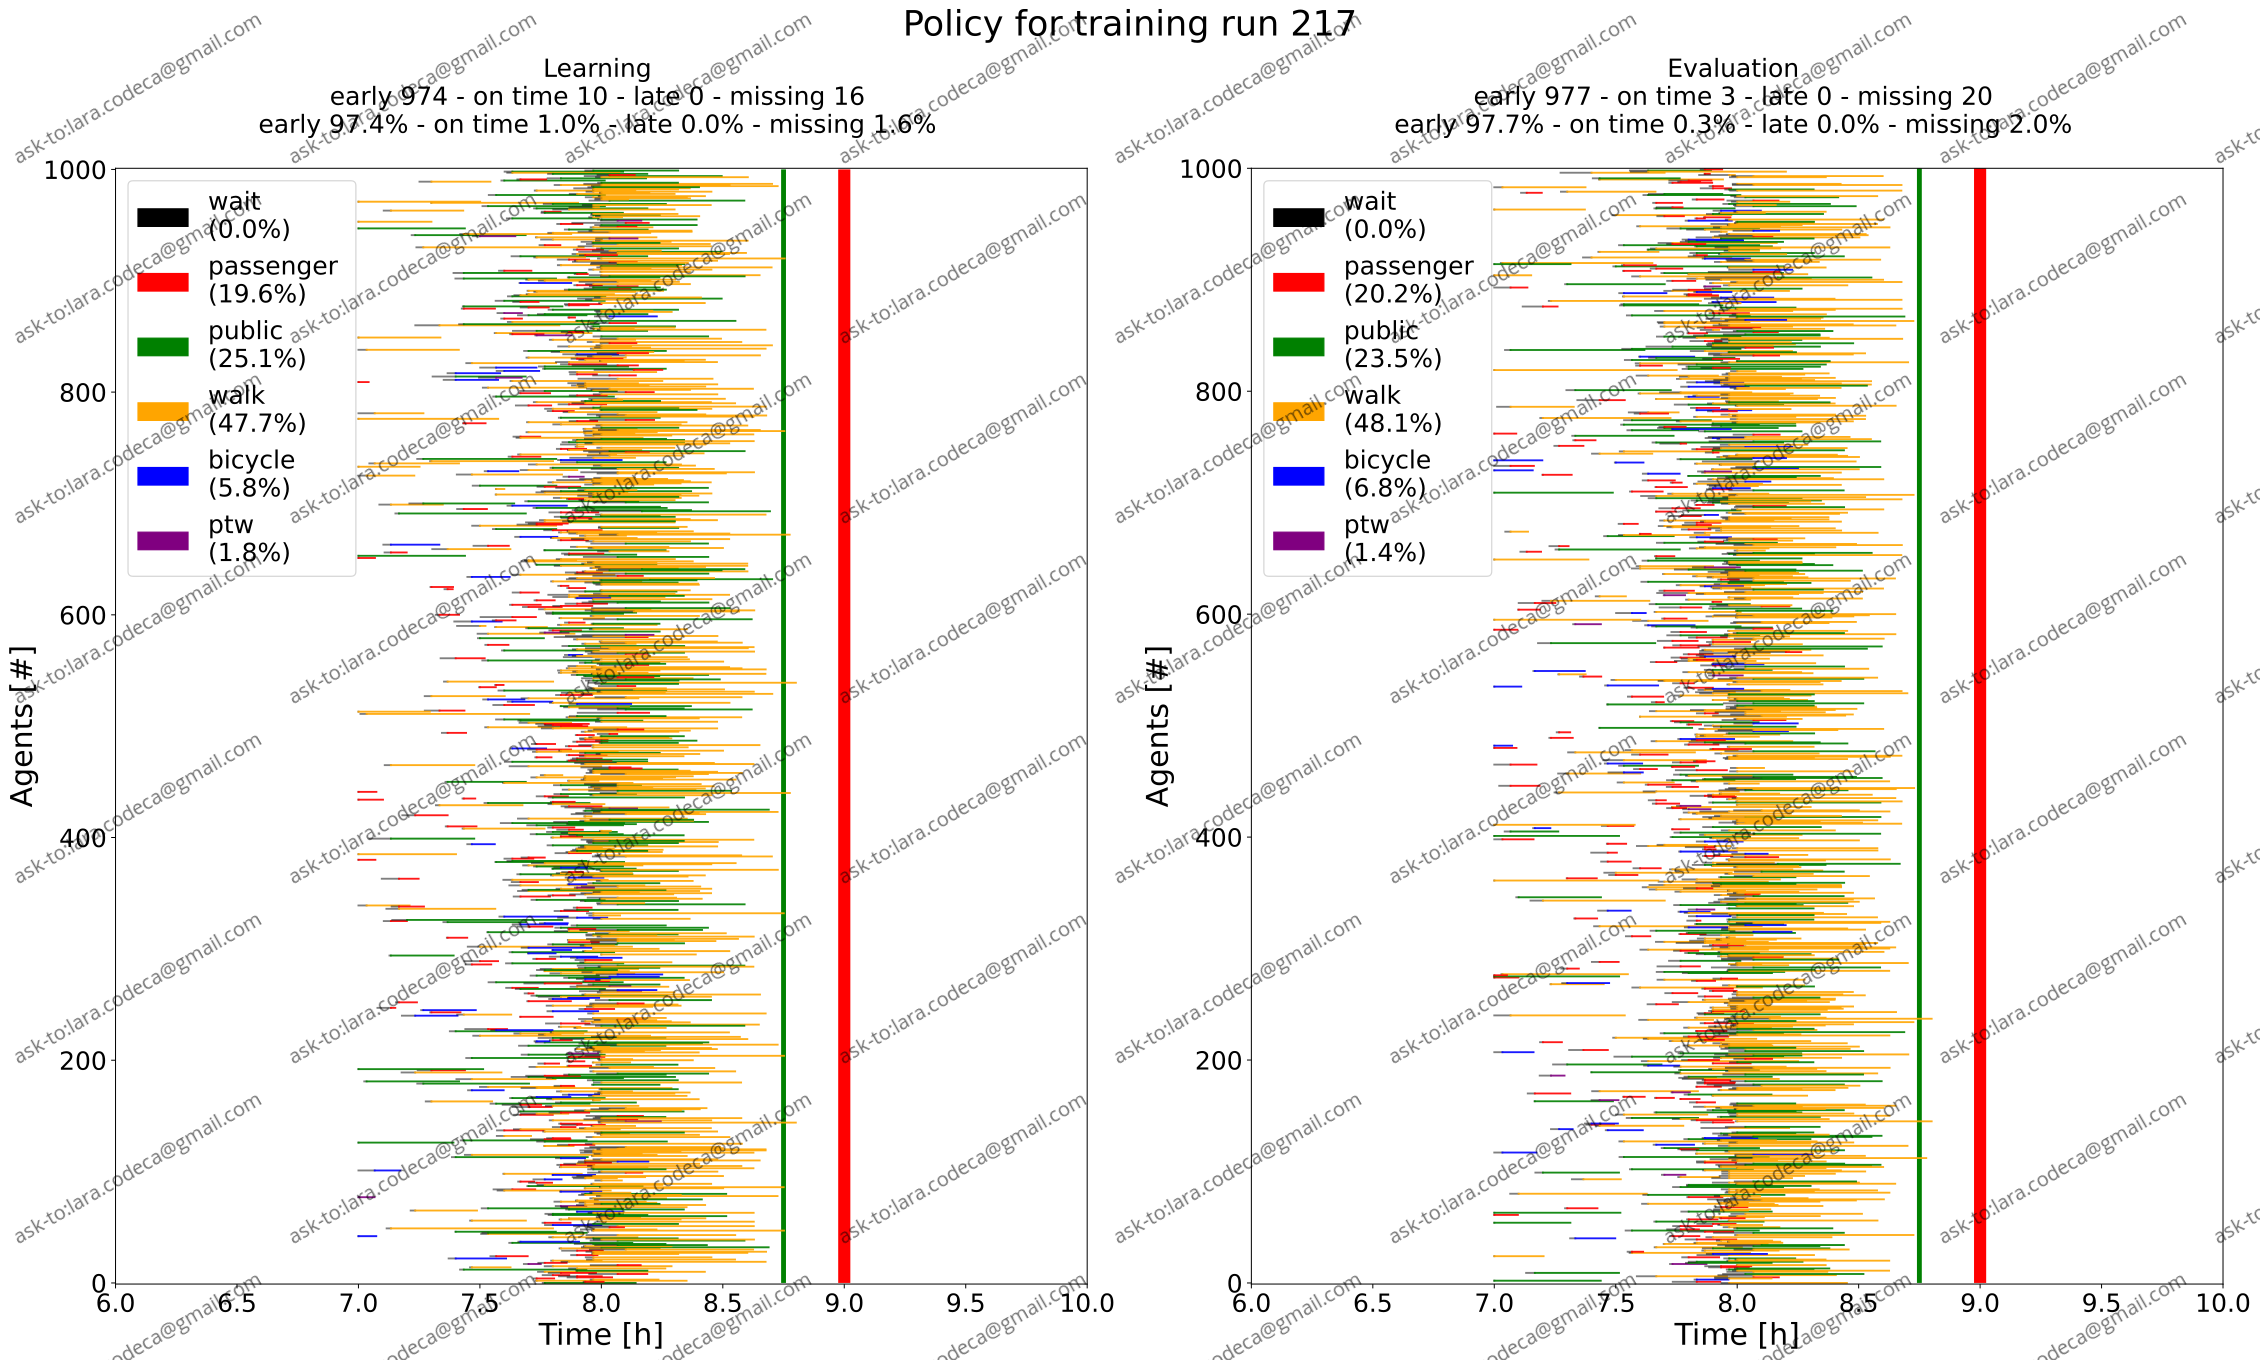 Policy for training run 217
Learning
early 974 - on time 10 - late 0 - missing 16
early 97.4% - on time 1.0% - late 0.0% - missing 1.6%
Evaluation
early 977 - on time 3 - late 0 - missing 20
early 97.7% - on time 0.3% - late 0.0% - missing 2.0%
Agents[#]
1000
800
600
400
200
0
wait
(0.0%)
passenger
(19.6%)
public
(25.1%)
walk
(47.7%)
bicycle
(5.8%)
ptw
(1.8%)
6.0 6.5 7.0 7.5 8.0 8.5 9.0 9.5 10.0
Time [h]
Agents [#]
1000
800
600
400
200
0
wait
(0.0%)
passenger
(20.2%)
public
(23.5%)
walk
(48.1%)
bicycle
(6.8%)
ptw
(1.4%)
6.0 6.5 7.0 7.5 8.0 8.5 9.0 9.5 10.0
Time [h]
ask-to:lara.codeca@gmail.com